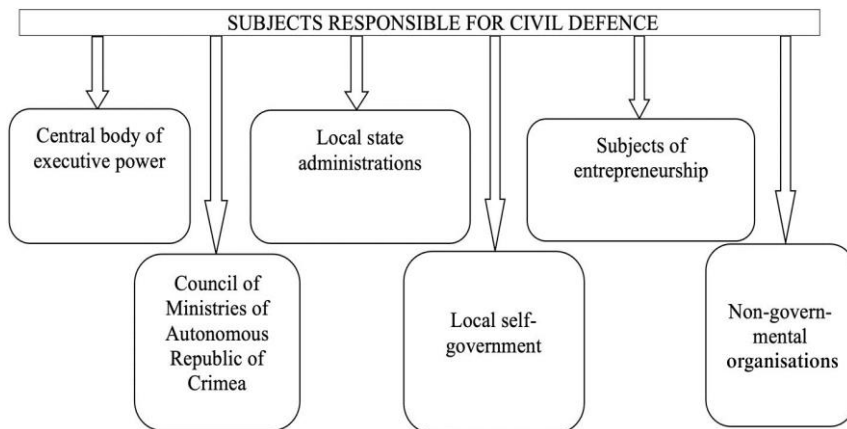 SUBJECTS RESPONSIBLE FOR CIVIL DEFENCE
Central body of
executive power
Local state
administrations
Subjects of
entrepreneurship
Council of
Ministries of
Autonomous
Republic of
Crimea
Local self-
government
Non-govern-
mental
organisations